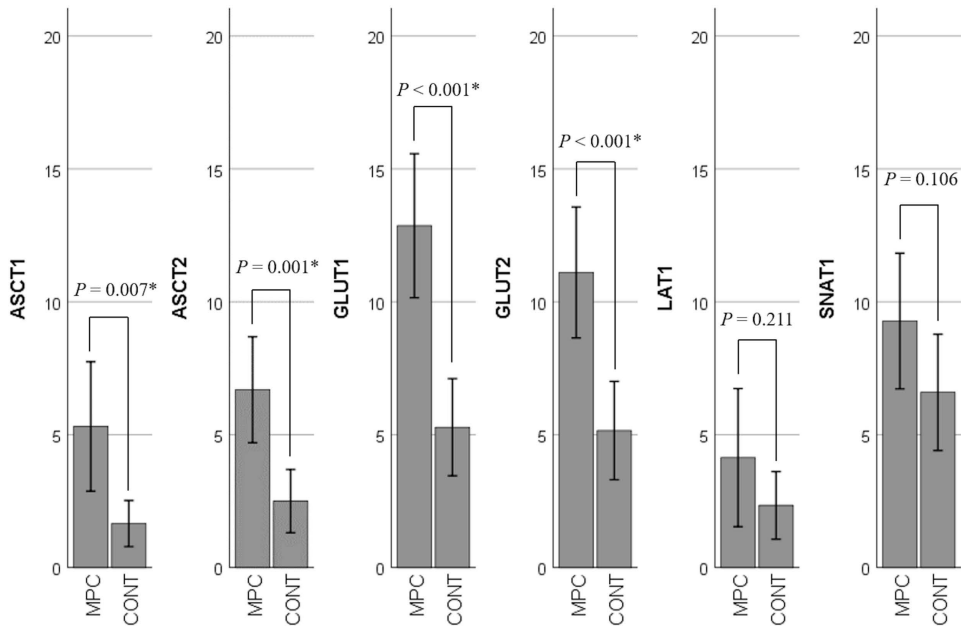 ASCT1
20
15
10
5
0
P = 0.007*
MPC
CONT
ASCT2
20
15
10
5
0
P = 0.001*
MPC
CONT
GLUT1
20
15
10
5
0
P < 0.001*
MPC
CONT
GLUT2
20
15
10
5
0
P < 0.001*
MPC
CONT
LAT1
20
15
10
5
0
P = 0.211
MPC
CONT
SNAT1
20
15
10
5
0
P = 0.106
MPC
CONT